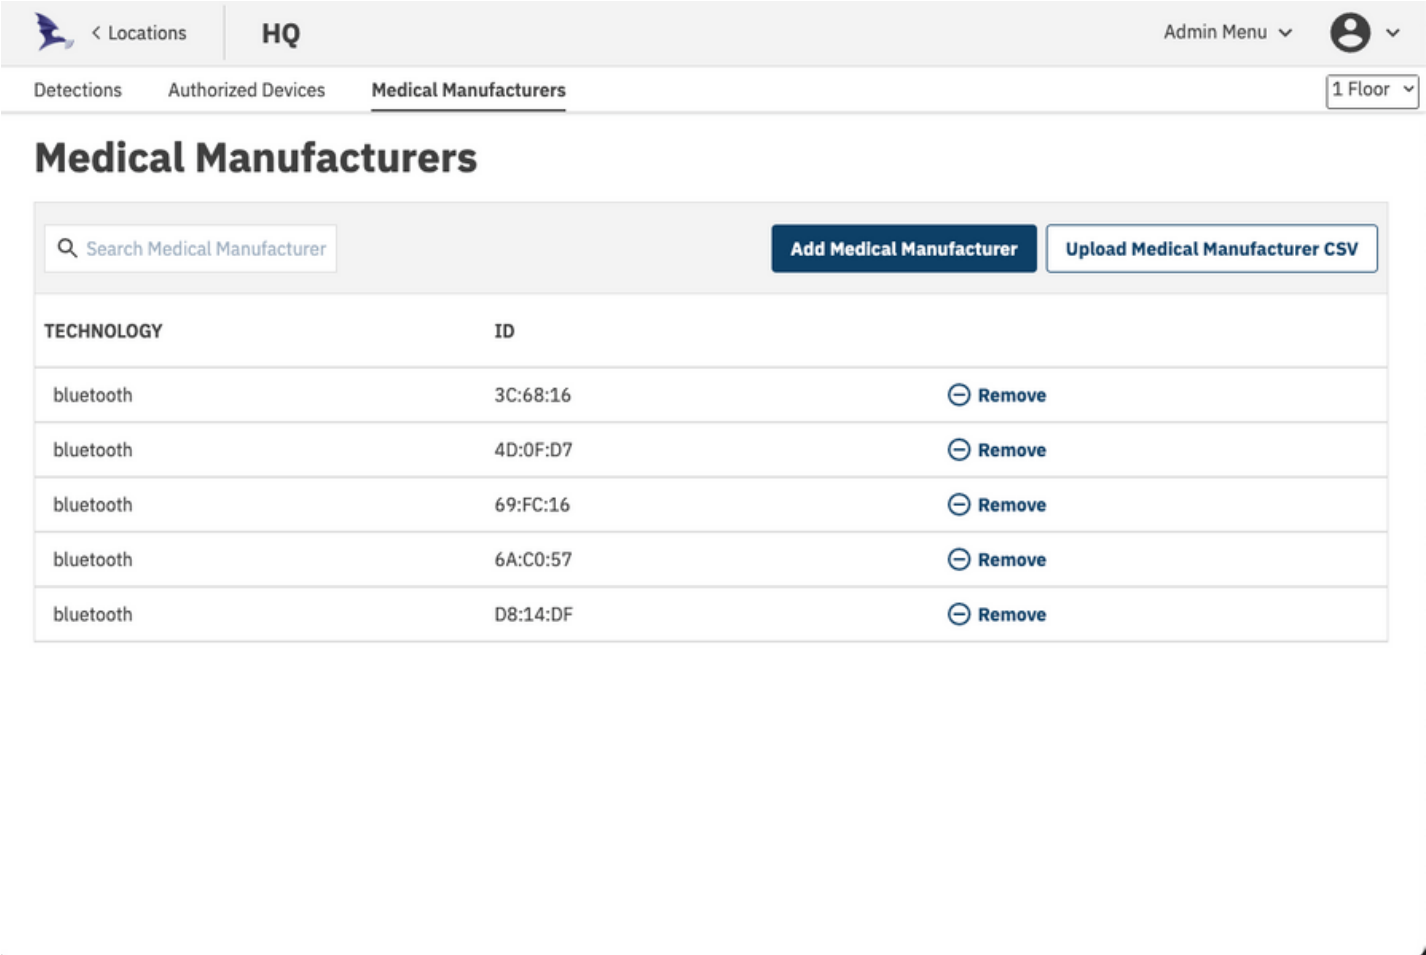 Locations HQ Admin Menu
Detections Authorized Devices Medical Manufacturers 1 Floor
Medical Manufacturers
Search Medical Manufacturer Add Medical Manufacturer Upload Medical Manufacturer CSV
TECHNOLOGY ID
bluetooth 3C:68:16 Remove
bluetooth 4D:0F:D7 Remove
bluetooth 69:FC:16 Remove
bluetooth 6A:C0:57 Remove
bluetooth D8:14:DF Remove